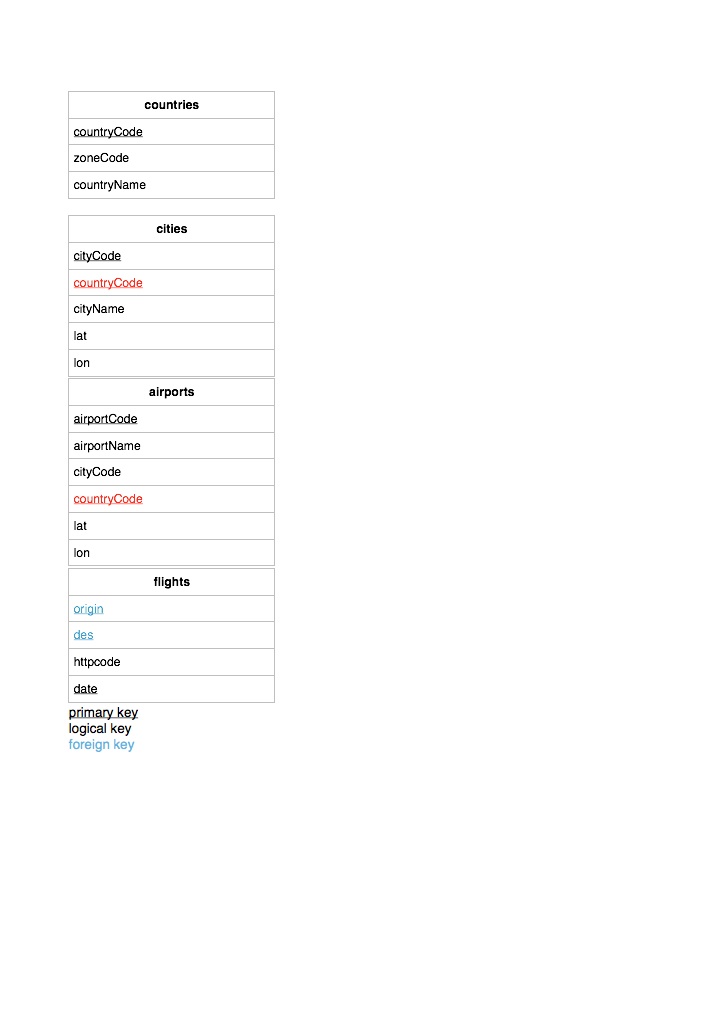 countries
countryCode
zoneCode
countryName
cities
cityCode
countryCode
cityName
lat
lon
airports
airportCode
airportName
cityCode
countryCode
lat
lon
flights
origin
des
httpcode
date
primary key
logical key
foreign key